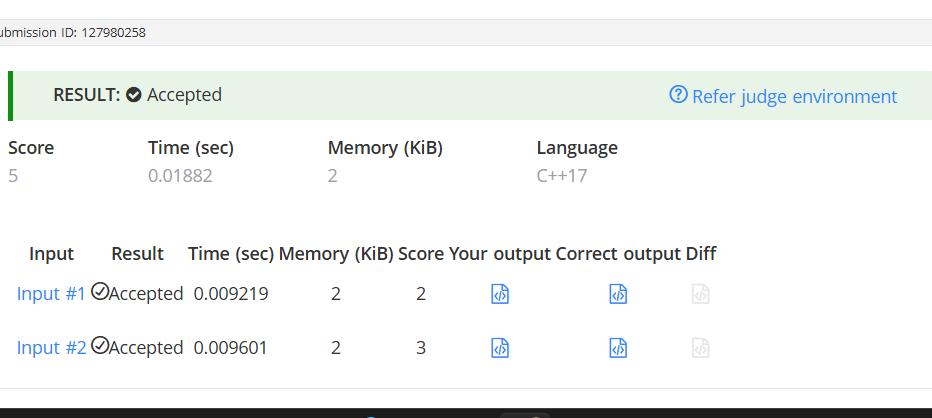 ubmission ID: 127980258
RESULT: Accepted Refer judge environment
Score Time (sec) Memory (KiB) Language
5 0.01882 2 C++17
Input Result Time (sec) Memory (KiB) Score Your output Correct output Diff
Input #1 Accepted 0.009219 2 2
Input #2 Accepted 0.009601 2 3